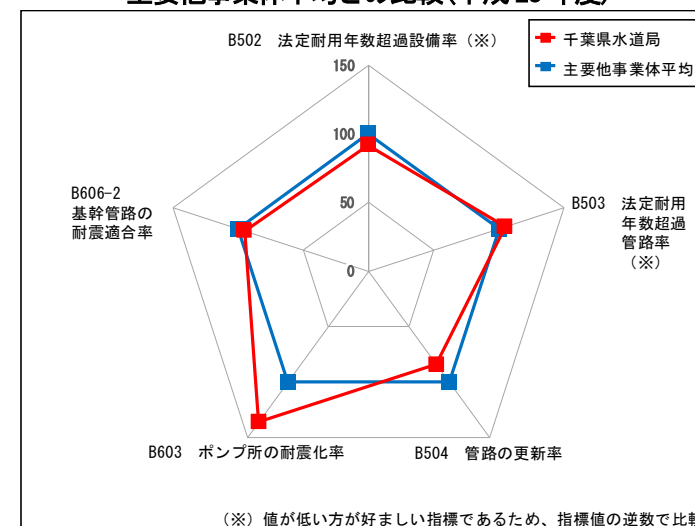 B502 法定耐用年数超過設備率（※）
千葉県水道局
主要他事業体平均
150
100
50
0
B503 法定耐用
年数超過
管路率
（※）
B606-2
基幹管路の
耐震適合率
B603 ポンプ所の耐震化率
B504 管路の更新率
（※）値が低い方が好ましい指標であるため、指標値の逆数で比